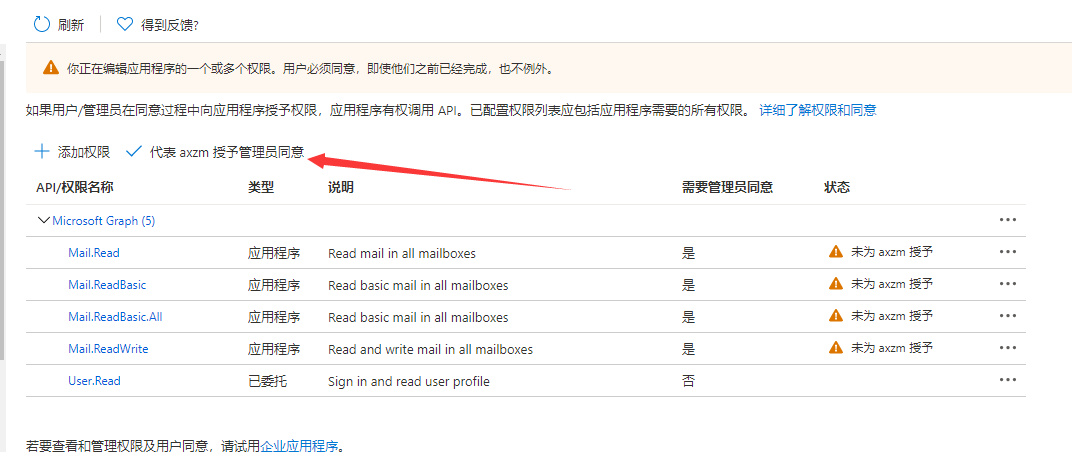 刷新 得到反馈?
你正在编辑应用程序的一个或多个权限。用户必须同意，即使他们之前已经完成，也不例外。
如果用户/管理员在同意过程中向应用程序授予权限，应用程序有权调用 API。已配置权限列表应包括应用程序需要的所有权限。 详细了解权限和同意
添加权限 代表 axzm 授予管理员同意
API/权限名称 类型 说明 需要管理员同意 状态
Microsoft Graph (5) ...
Mail.Read 应用程序 Read mail in all mailboxes 是 未为 axzm 授予 ...
Mail.ReadBasic 应用程序 Read basic mail in all mailboxes 是 未为 axzm 授予 ...
Mail.ReadBasic.All 应用程序 Read basic mail in all mailboxes 是 未为 axzm 授予 ...
Mail.ReadWrite 应用程序 Read and write mail in all mailboxes 是 未为 axzm 授予 ...
User.Read 已委托 Sign in and read user profile 否 ...
若要查看和管理权限及用户同意，请试用企业应用程序。